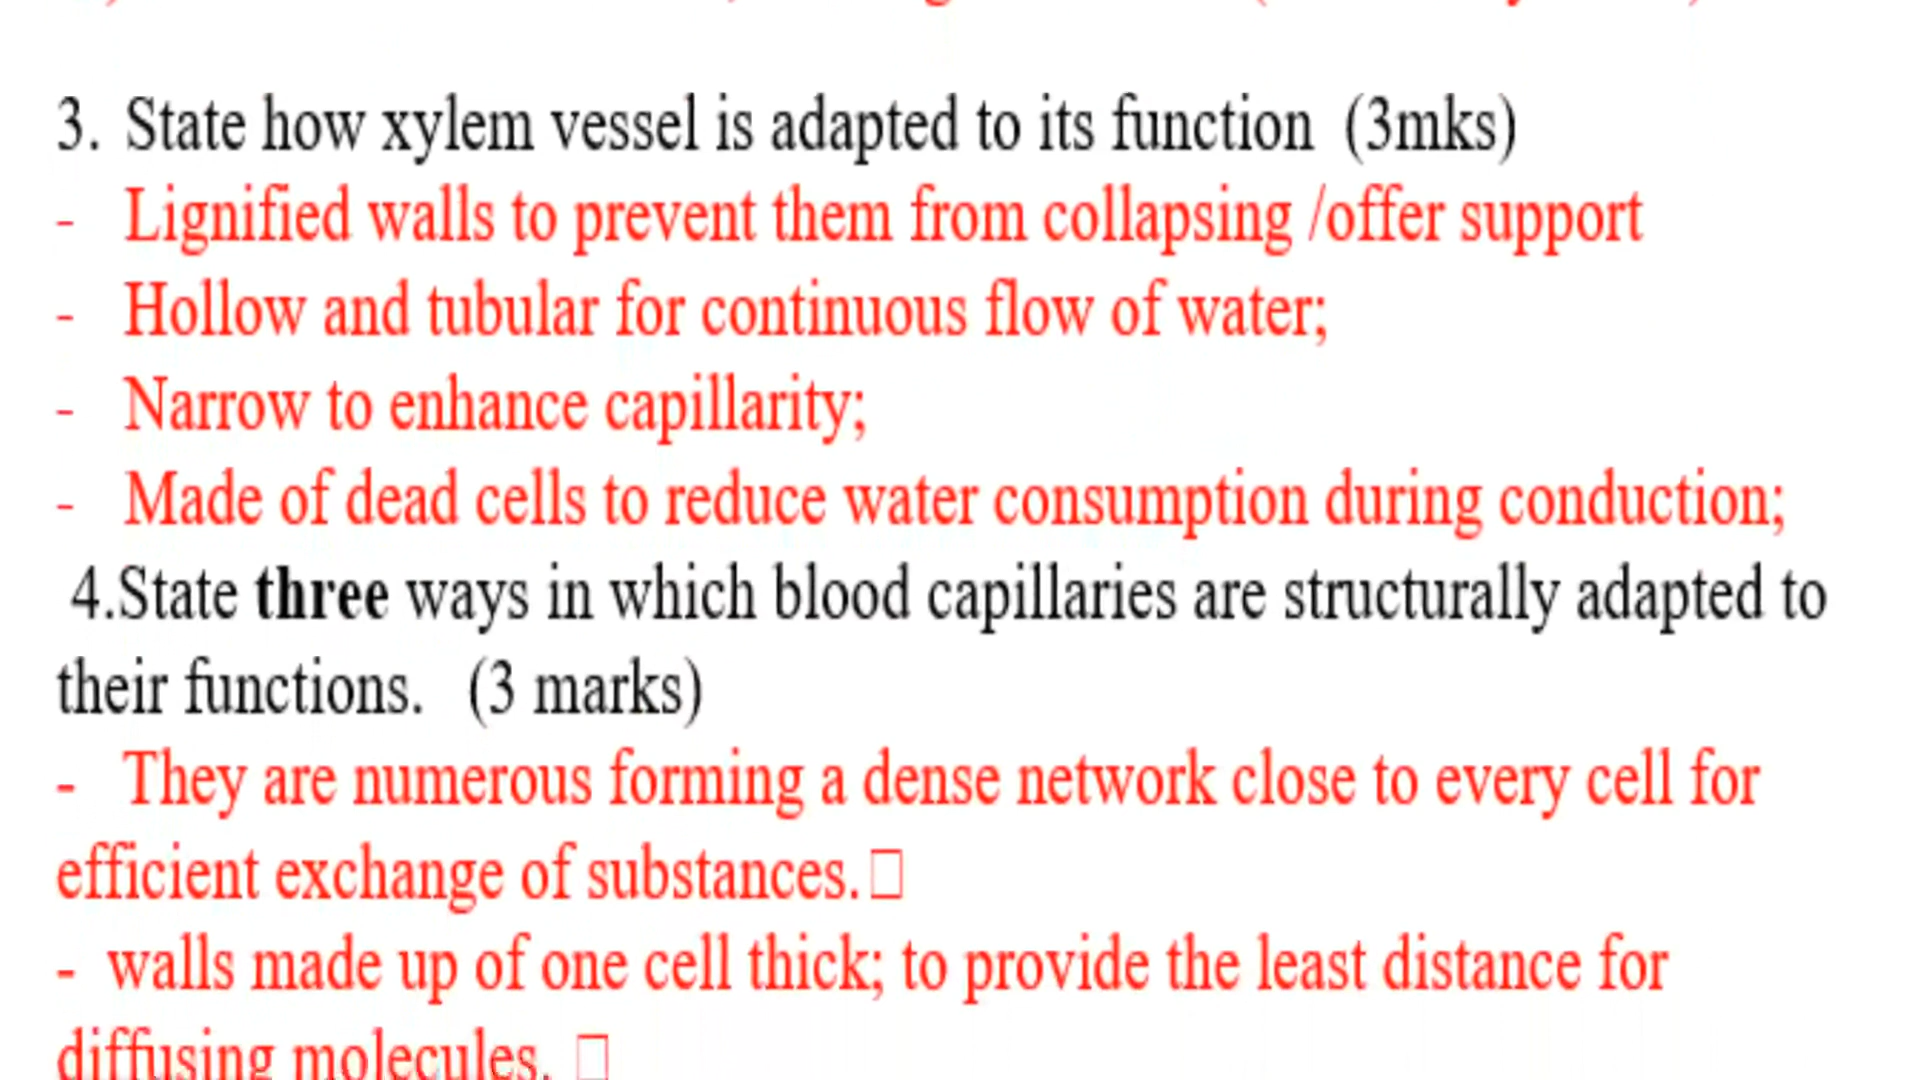 3. State how xylem vessel is adapted to its function (3mks)
- Lignified walls to prevent them from collapsing /offer support
- Hollow and tubular for continuous flow of water;
- Narrow to enhance capillarity;
- Made of dead cells to reduce water consumption during conduction;
4.State three ways in which blood capillaries are structurally adapted to
their functions. (3 marks)
- They are numerous forming a dense network close to every cell for
efficient exchange of substances.
- walls made up of one cell thick; to provide the least distance for
diffusing molecules.